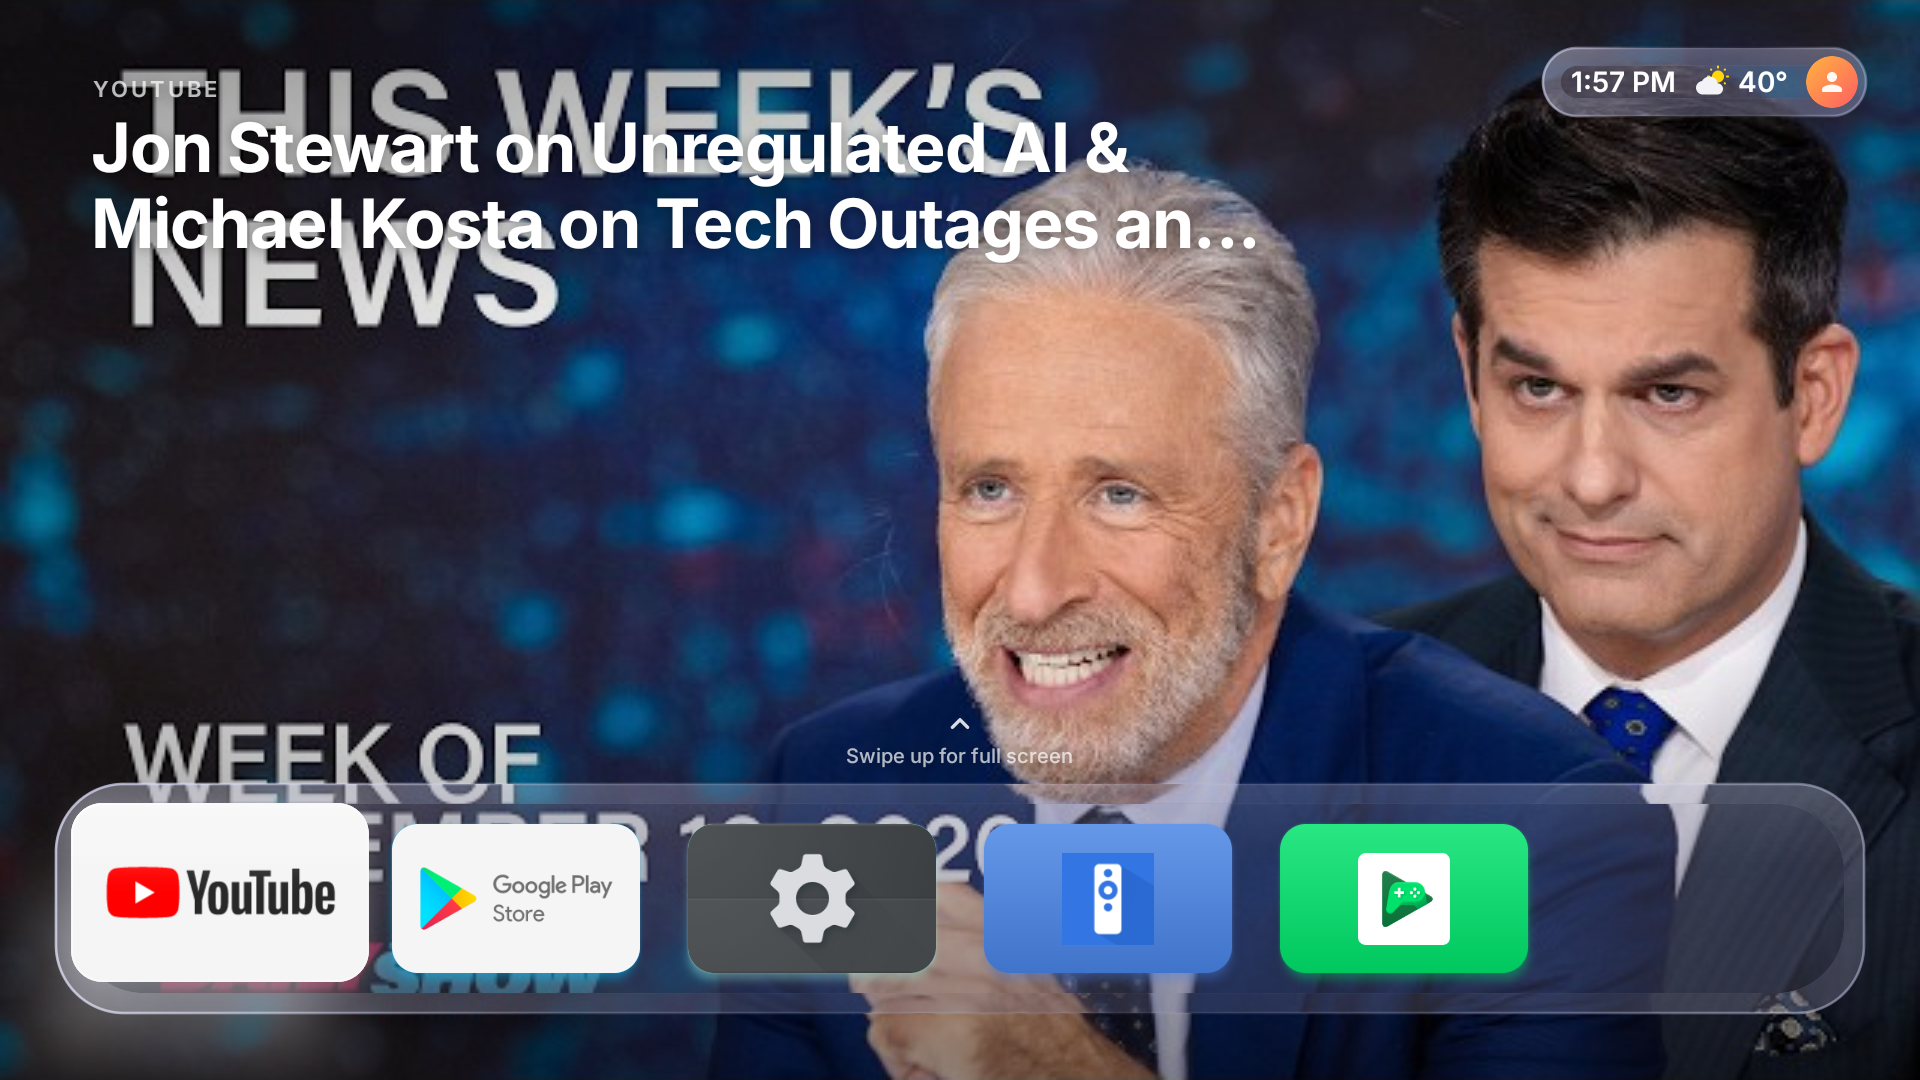 YOUTUBE
1:57 PM
40°
THIS WEEK'S
Jon Stewart on Unregulated AI &
Michael Kosta on Tech Outages an...
NEWS
WEEK OF
Swipe up for full screen
YouTube
Google Play
Store
SHOW